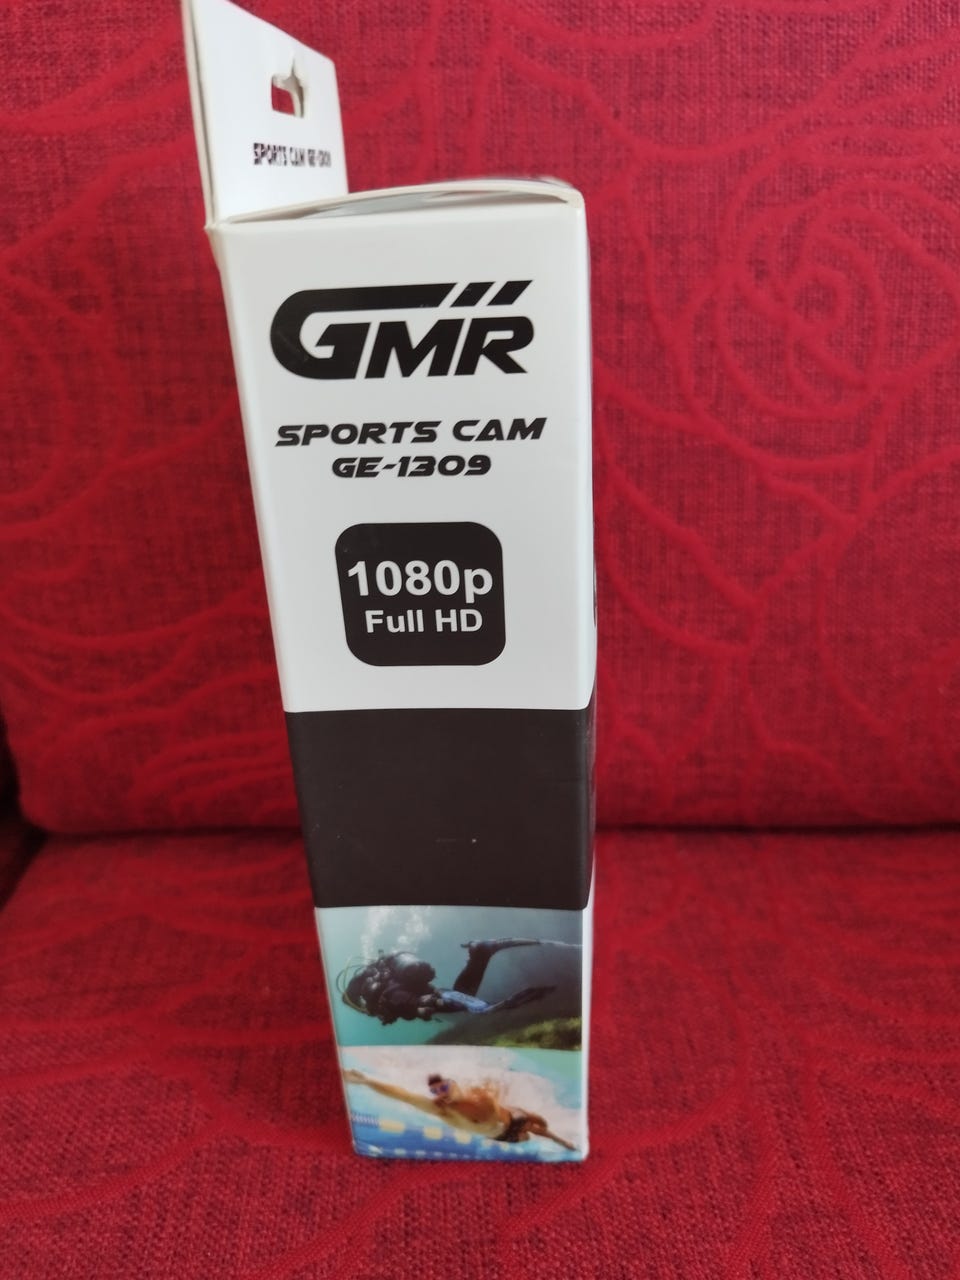 SPORTS CAM GE-1309
GMR
SPORTS CAM
GE-1309
1080p
Full HD